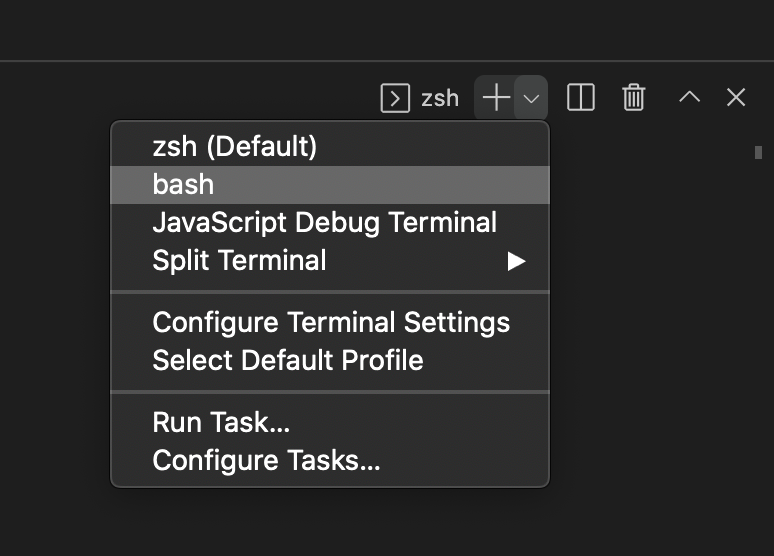 zsh
zsh (Default)
bash
JavaScript Debug Terminal
Split Terminal
Configure Terminal Settings
Select Default Profile
Run Task...
Configure Tasks...